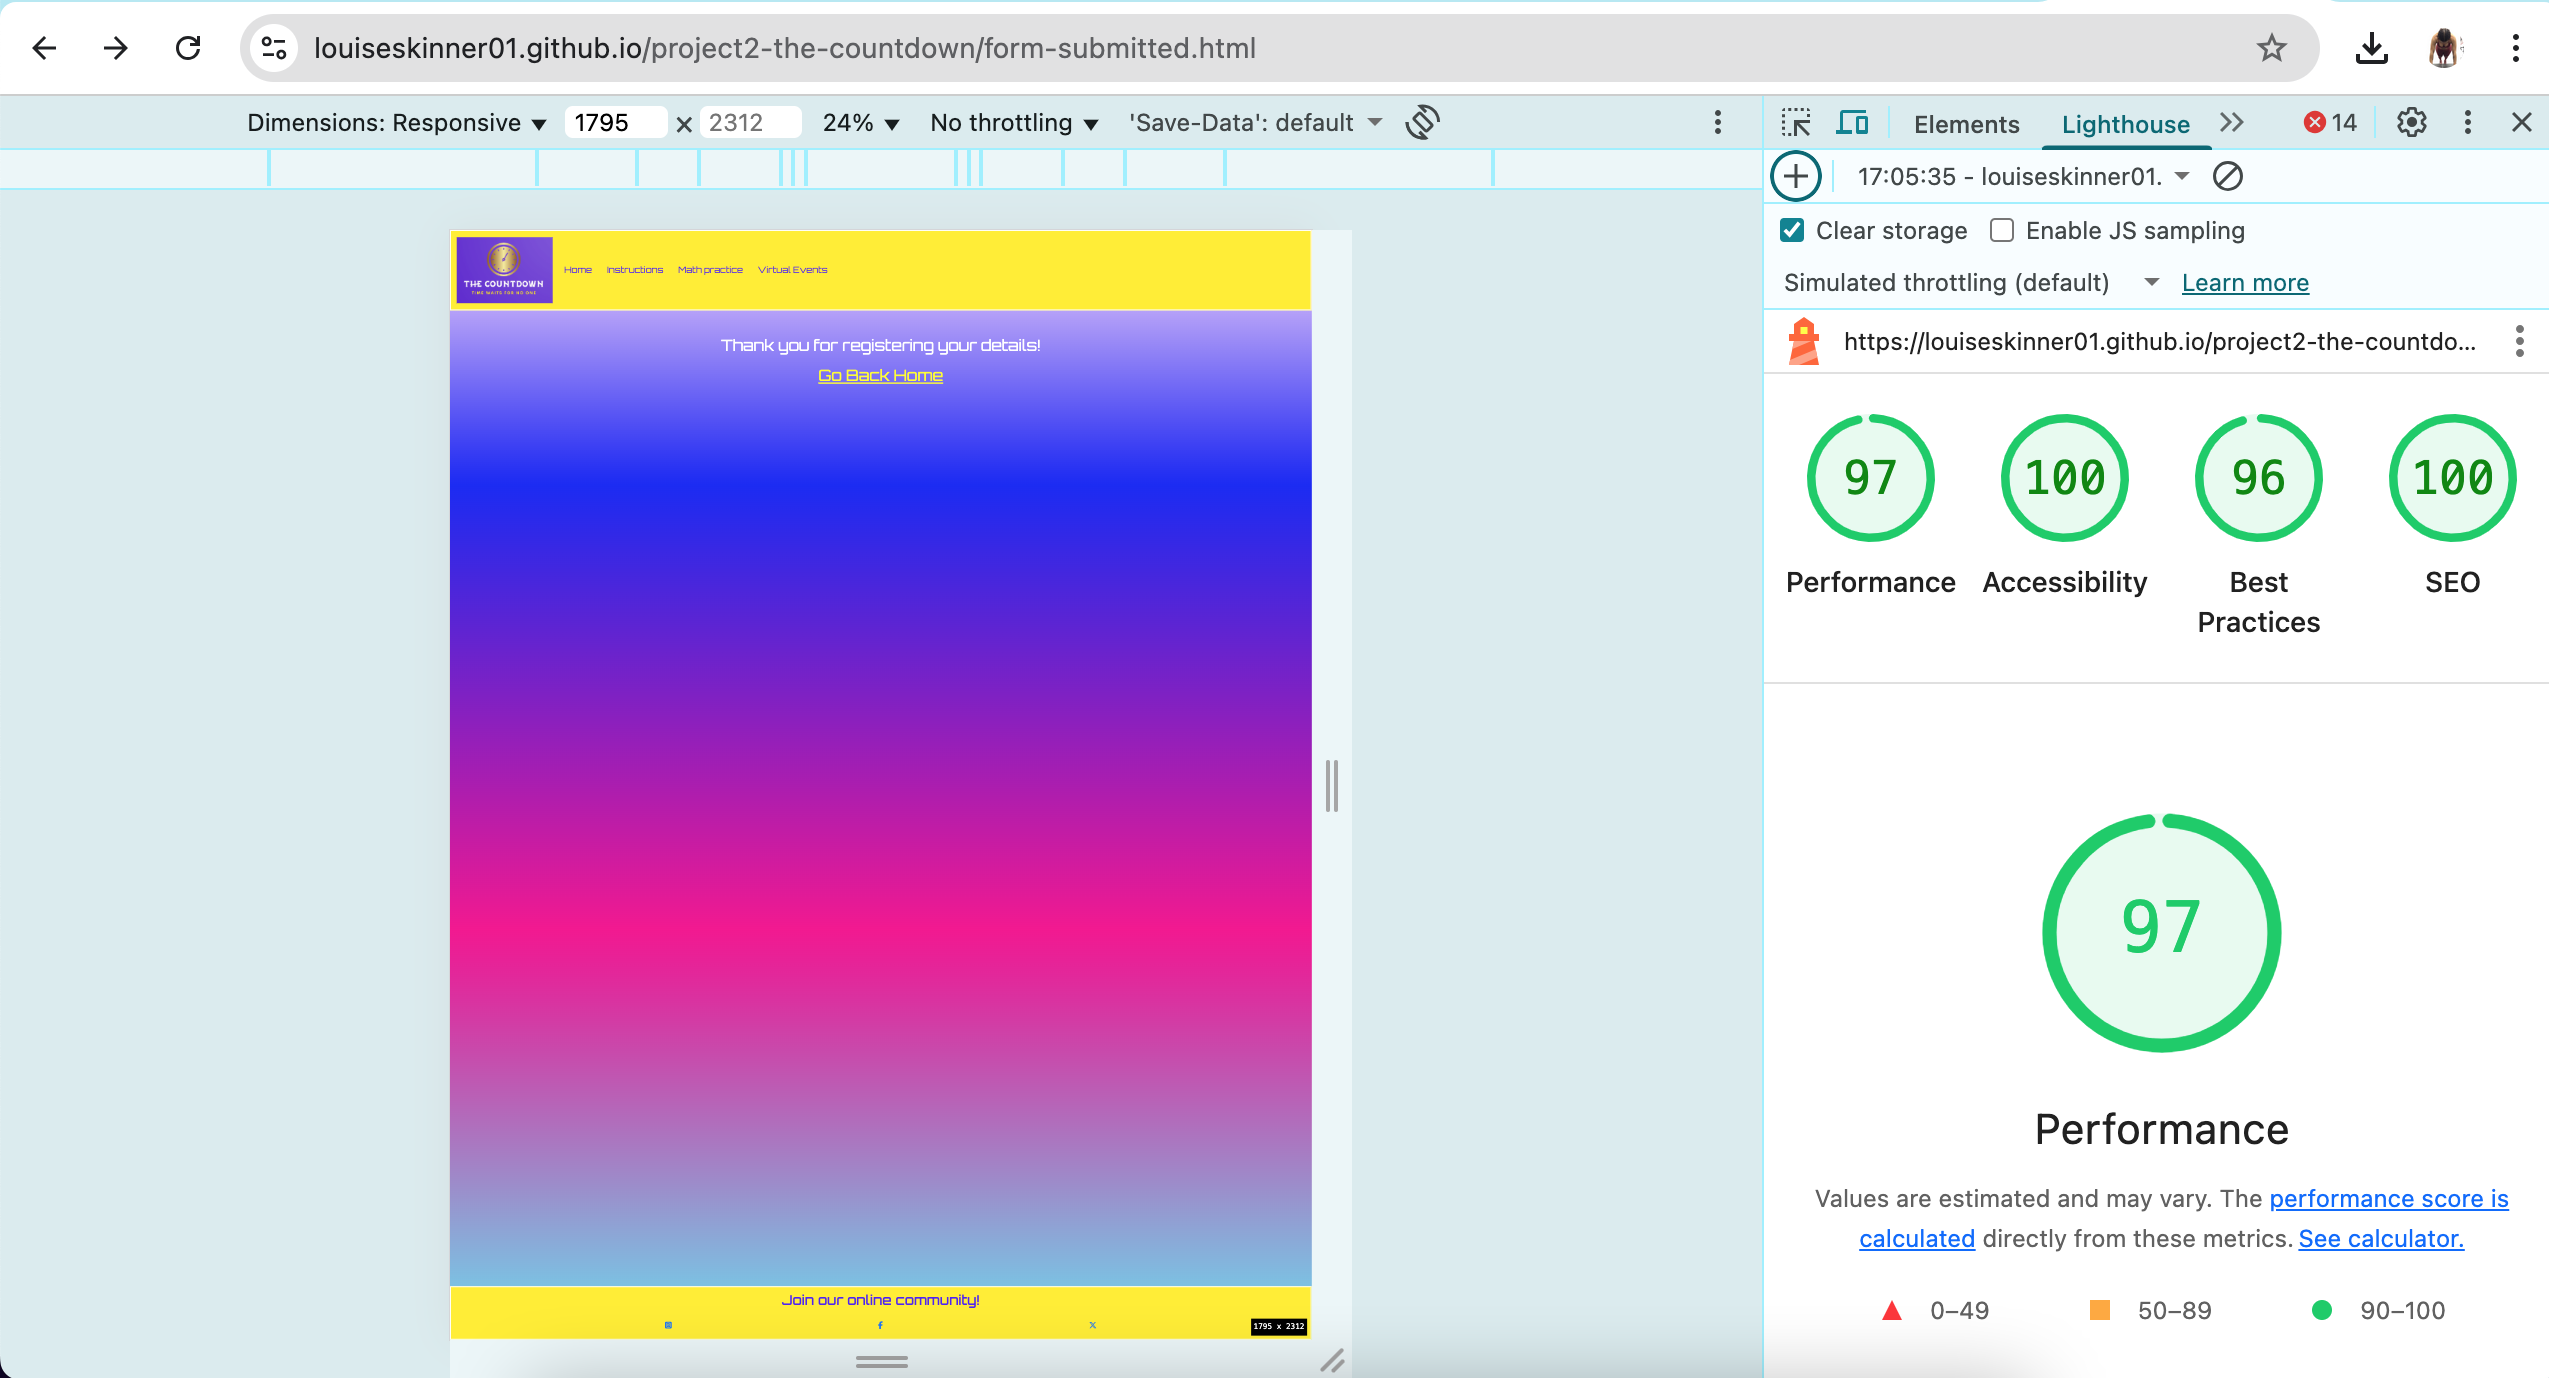 louiseskinner01.github.io/project2-the-countdown/form-submitted.html
Dimensions: Responsive ▼ 1795 × 2312 24% ▼ No throttling ▼ 'Save-Data': default
Elements Lighthouse 14
17:05:35 - louiseskinner01.
Clear storage Enable JS sampling
Simulated throttling (default) Learn more
https://louiseskinner01.github.io/project2-the-countdo...
THE COUNTDOWN
TIME WAITS FOR NO ONE
Home Instructions Math practice Virtual Events
Thank you for registering your details!
Go Back Home
Join our online community!
1795 x 2312
97 100 96 100
Performance Accessibility Best Practices SEO
97
Performance
Values are estimated and may vary. The performance score is
calculated directly from these metrics. See calculator.
0–49 50–89 90–100